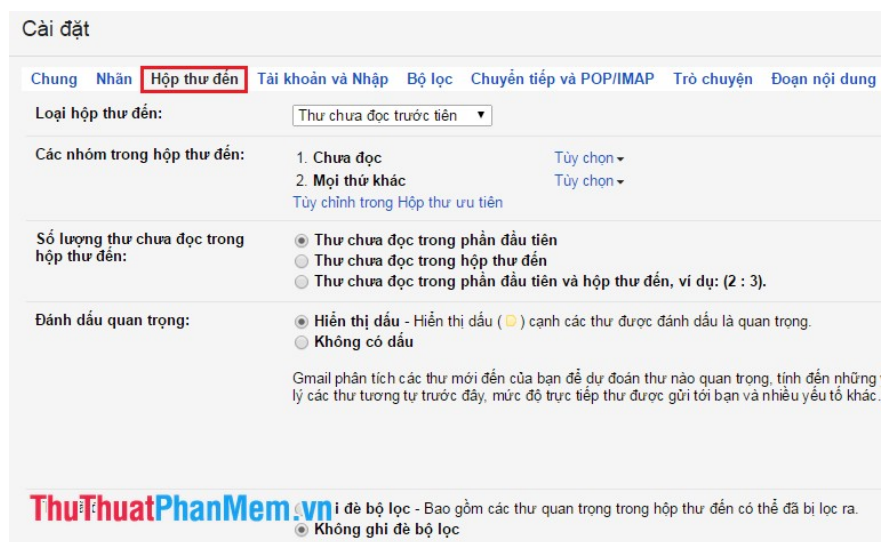 Cài đặt
Chung Nhãn Hộp thư đến Tài khoản và Nhập Bộ lọc Chuyển tiếp và POP/IMAP Trò chuyện Đoạn nội dung
Loại hộp thư đến: Thư chưa đọc trước tiên
Các nhóm trong hộp thư đến: 1. Chưa đọc Tùy chọn
2. Mọi thứ khác Tùy chọn
Tùy chỉnh trong Hộp thư ưu tiên
Số lượng thư chưa đọc trong Thư chưa đọc trong phần đầu tiên
hộp thư đến: Thư chưa đọc trong hộp thư đến
Thư chưa đọc trong phần đầu tiên và hộp thư đến, ví dụ: (2 : 3).
Đánh dấu quan trọng: Hiển thị dấu - Hiển thị dấu ( ) cạnh các thư được đánh dấu là quan trọng.
Không có dấu
Gmail phân tích các thư mới đến của bạn để dự đoán thư nào quan trọng, tính đến những
lý các thư tương tự trước đây, mức độ trực tiếp thư được gửi tới bạn và nhiều yếu tố khác.
ThuThuatPhanMem.vn đè bộ lọc - Bao gồm các thư quan trọng trong hộp thư đến có thể đã bị lọc ra.
Không ghi đè bộ lọc